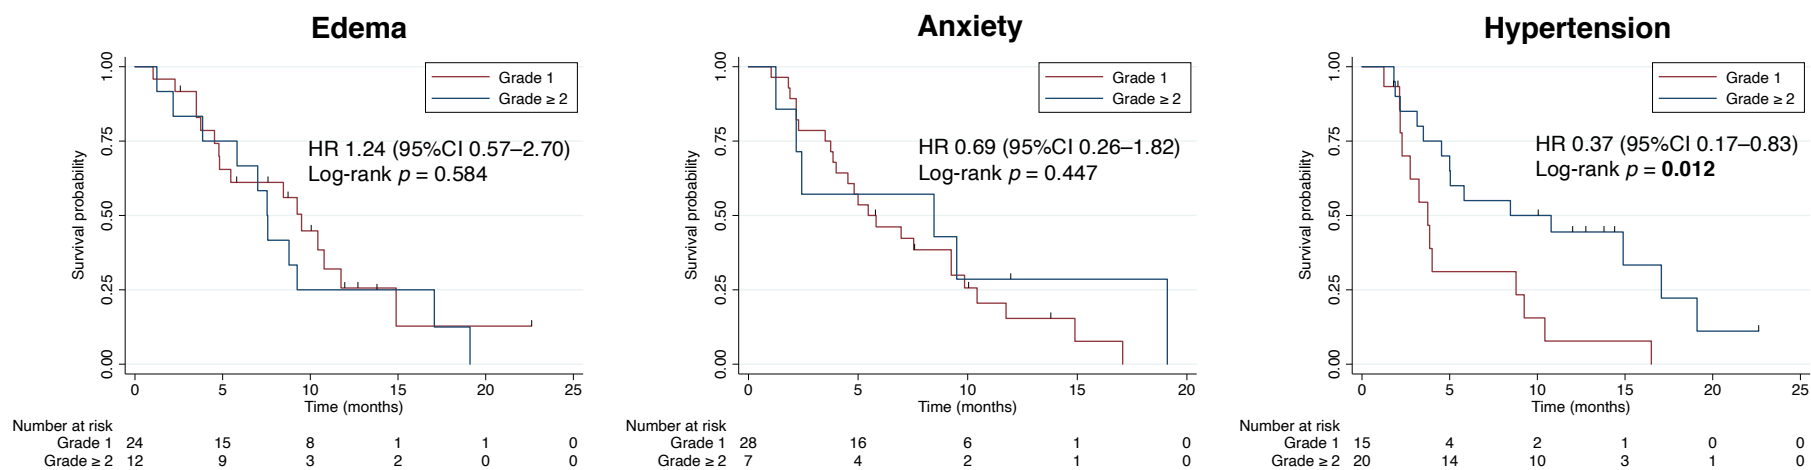 Edema
Grade 1
Grade ≥ 2
HR 1.24 (95%CI 0.57–2.70)
Log-rank p = 0.584
Survival probability
1.00
0.75
0.50
0.25
0.00
0 5 10 15 20 25
Time (months)
Number at risk
Grade 1 24 15 8 1 1 0
Grade ≥ 2 12 9 3 2 0 0
Anxiety
Grade 1
Grade ≥ 2
HR 0.69 (95%CI 0.26–1.82)
Log-rank p = 0.447
Survival probability
1.00
0.75
0.50
0.25
0.00
0 5 10 15 20
Time (months)
Number at risk
Grade 1 28 16 6 1 0
Grade ≥ 2 7 4 2 1 0
Hypertension
Grade 1
Grade ≥ 2
HR 0.37 (95%CI 0.17–0.83)
Log-rank p = 0.012
Survival probability
1.00
0.75
0.50
0.25
0.00
0 5 10 15 20 25
Time (months)
Number at risk
Grade 1 15 4 2 1 0 0
Grade ≥ 2 20 14 10 3 1 0